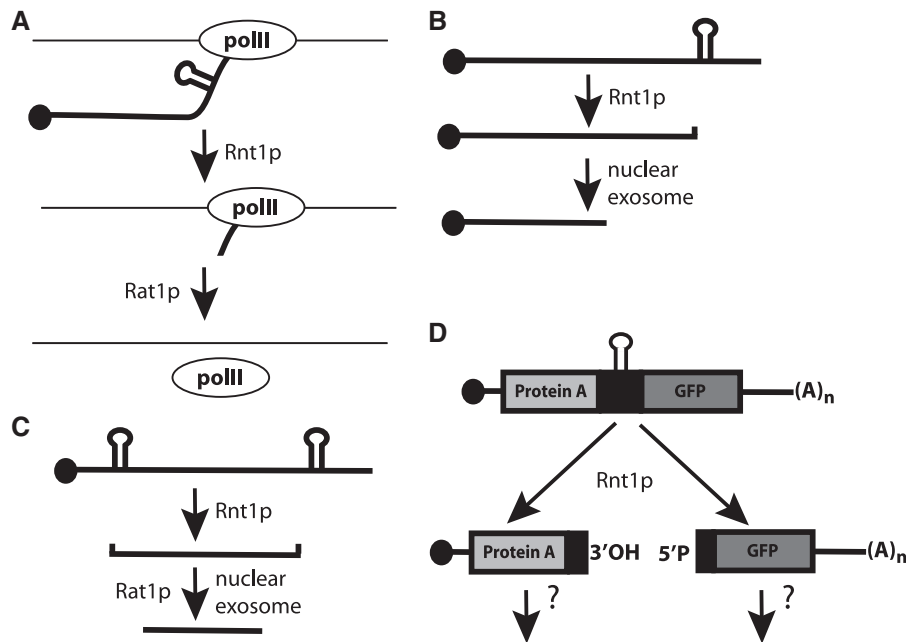 A
polII
Rnt1p
polII
Rat1p
polII
B
Rnt1p
nuclear
exosome
C
Rnt1p
Rat1p nuclear
exosome
D
Protein A GFP (A)n
Rnt1p
Protein A 3'OH 5'P GFP (A)n
? ?